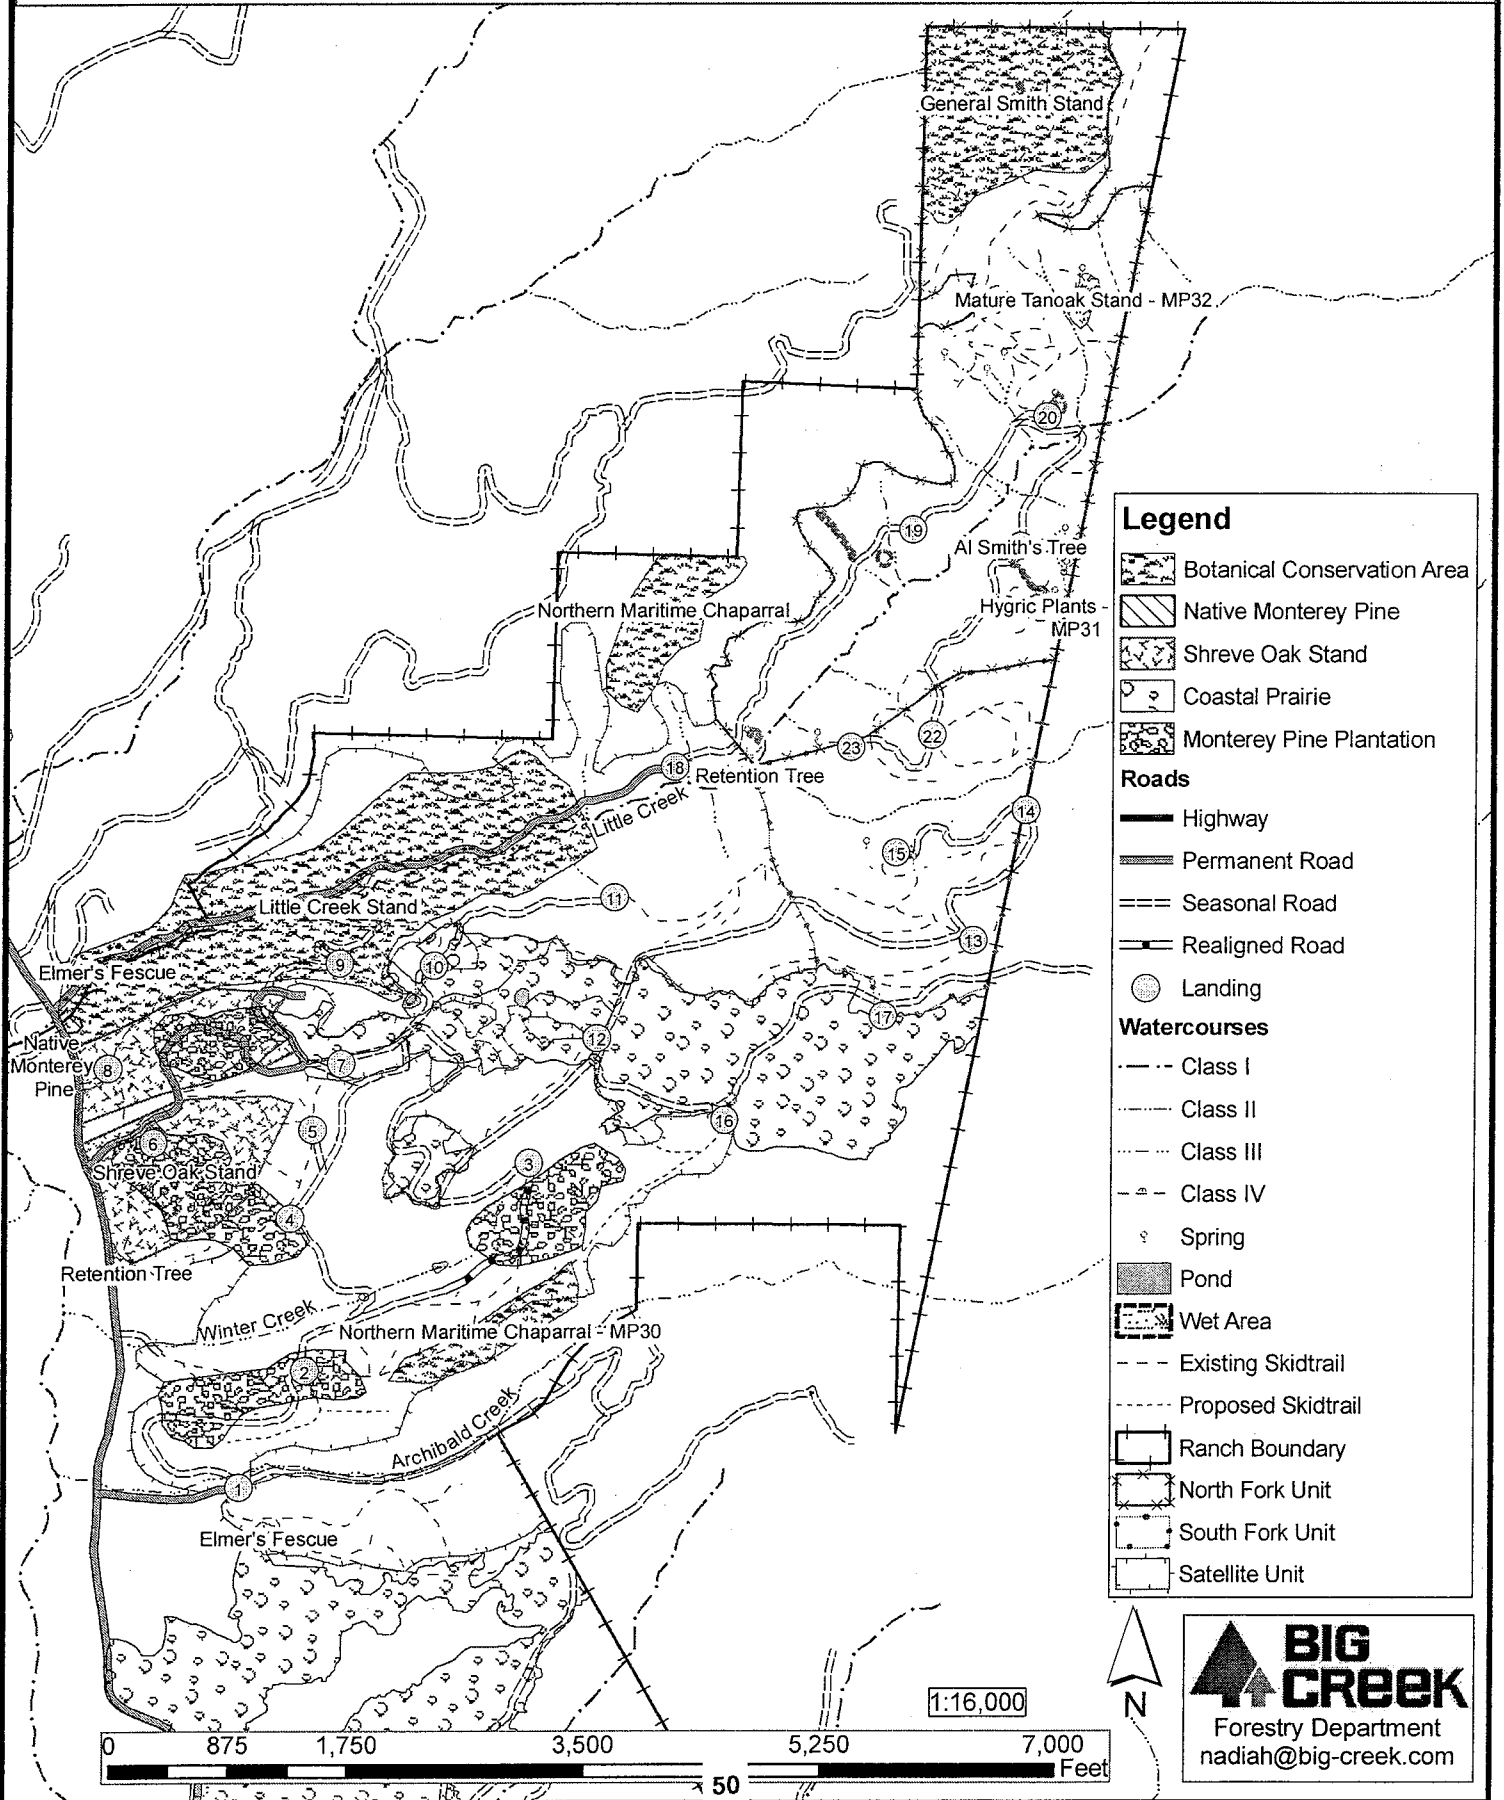 General Smith Stand
Mature Tanoak Stand - MP32
20
19
Al Smith's Tree
Northern Maritime Chaparral
Hygric Plants -
MP31
22
23
18
Retention Tree
Little Creek
14
15
11
Little Creek Stand
13
9
10
Elmer's Fescue
17
12
Native
Monterey
Pine
8
7
16
5
6
3
Shreve Oak Stand
4
Retention Tree
Winter Creek
Northern Maritime Chaparral - MP30
2
Archibald Creek
1
Elmer's Fescue
Legend
Botanical Conservation Area
Native Monterey Pine
Shreve Oak Stand
Coastal Prairie
Monterey Pine Plantation
Roads
Highway
Permanent Road
Seasonal Road
Realigned Road
Landing
Watercourses
Class I
Class II
Class III
Class IV
Spring
Pond
Wet Area
Existing Skidtrail
Proposed Skidtrail
Ranch Boundary
North Fork Unit
South Fork Unit
Satellite Unit
1:16,000
N
BIG
CREEK
Forestry Department
nadiah@big-creek.com
0 875 1,750 3,500 5,250 7,000
Feet
50